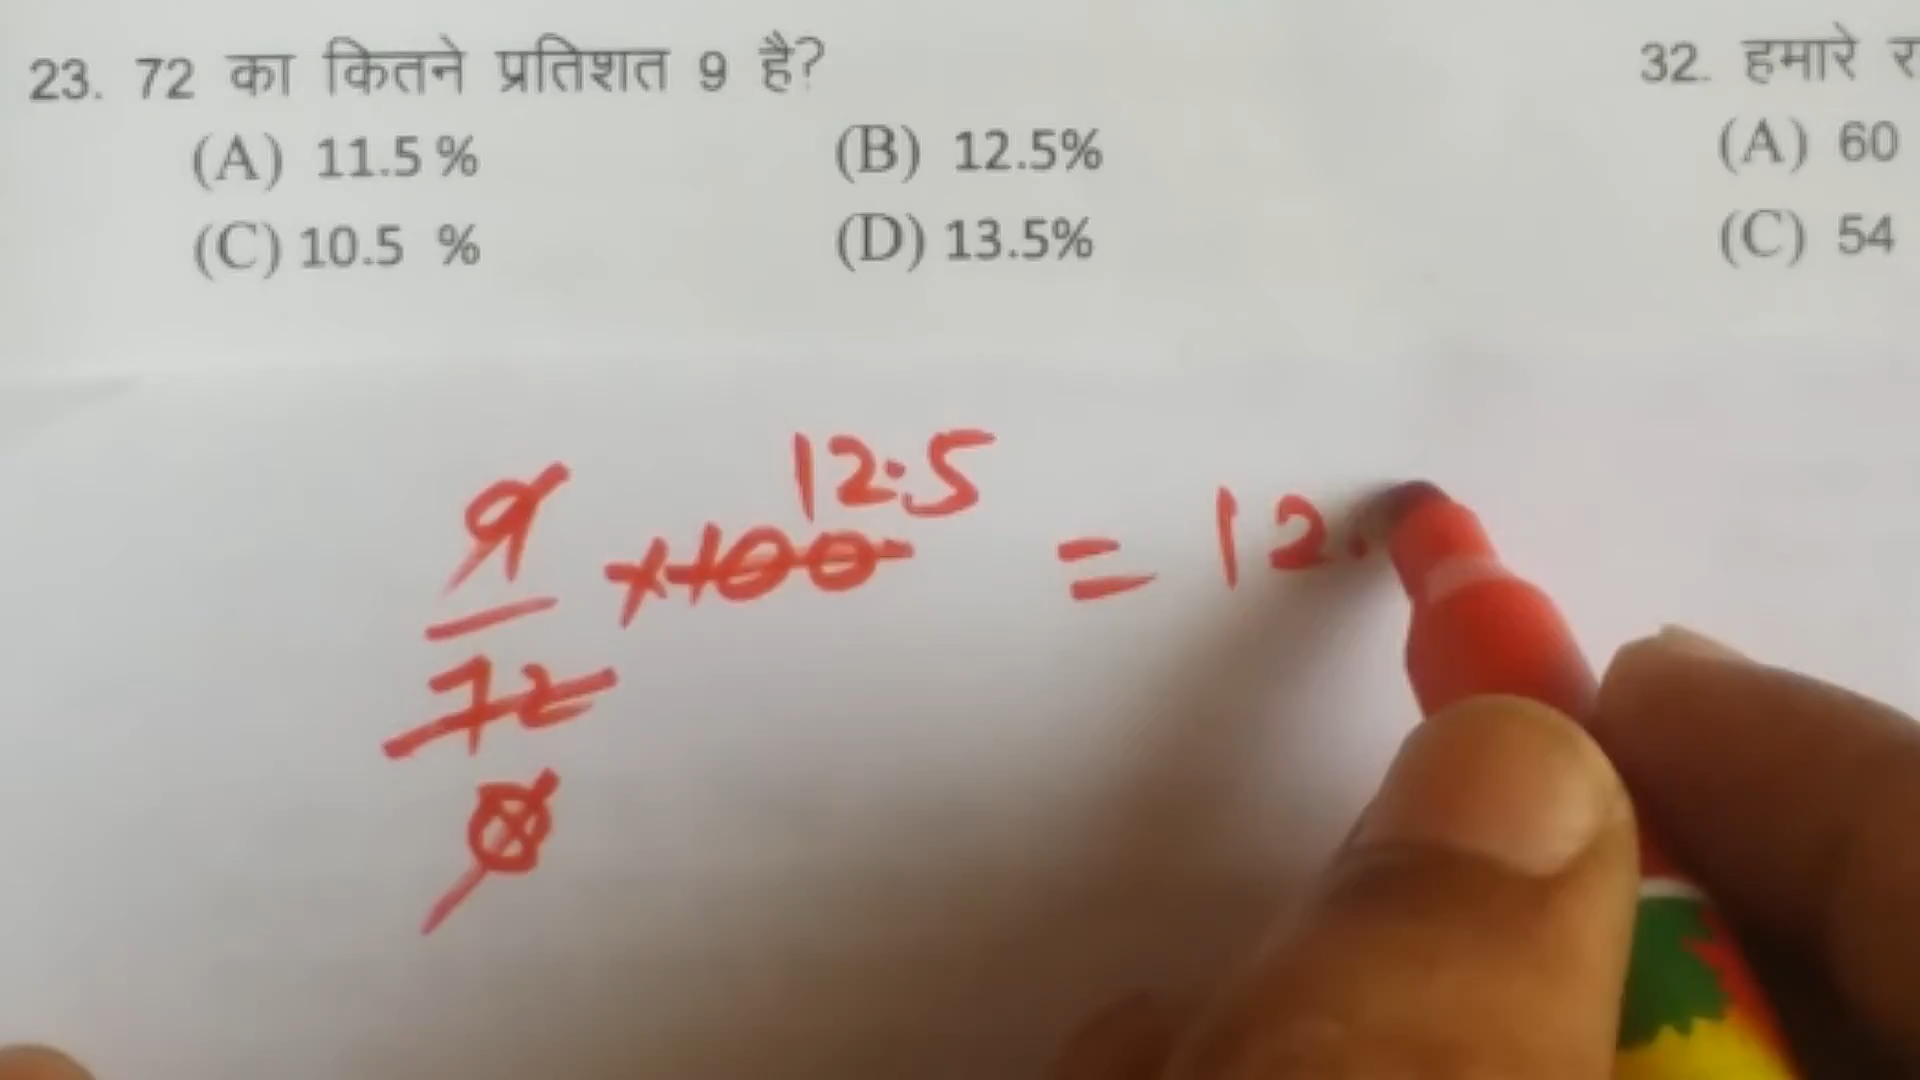 23. 72 का कितने प्रतिशत 9 है?
(A) 11.5 %
(B) 12.5%
(C) 10.5 %
(D) 13.5%
32. हमारे
(A) 60
(C) 54
12.5
9 ×100 = 12.
72
8